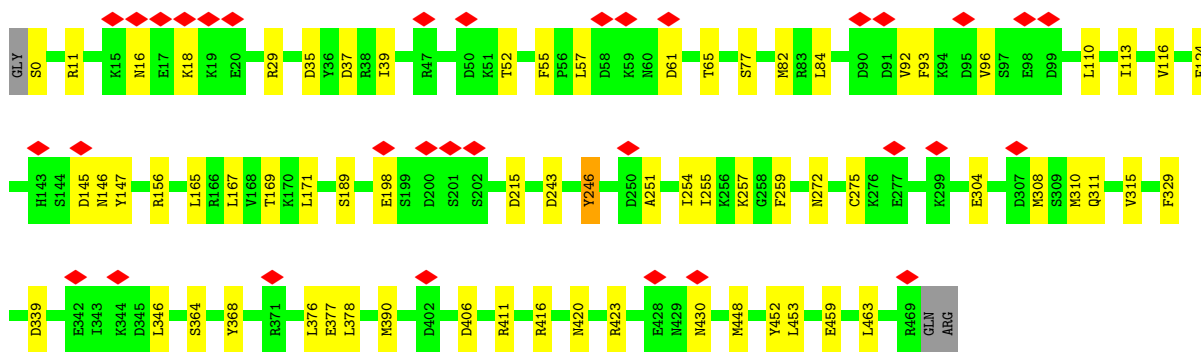 GLY S0 R11 K15 N16 E17 K18 K19 E20 R29 D35 Y36 D37 R38 I39 R47 D50 K51 T52 F55 P56 L57 D58 K59 N60 D61 T65 S77 M82 R83 L84 D90 D91 V92 F93 K94 D95 V96 S97 E98 D99 L110 I113 V116
H143 S144 D145 N146 Y147 R156 L165 R166 L167 V168 T169 K170 L171 S189 E198 S199 D200 S201 S202 D215 D243 Y246 D250 A251 I254 I255 K256 K257 G258 F259 N272 C275 K276 E277 K299 E304 D307 M308 S309 M310 Q311 V315 F329
D339 E342 I343 K344 D345 L346 S364 Y368 R371 L376 E377 L378 M390 D402 D406 R411 R416 N420 R423 E428 N429 N430 M448 Y452 L453 E459 L463 R469 GLN ARG